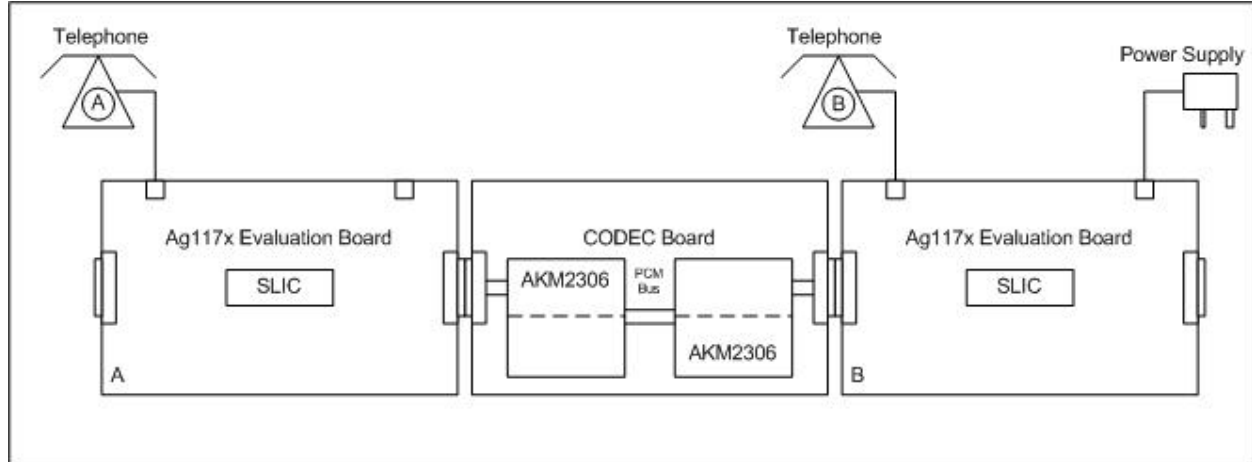 Telephone
A
Telephone
B
Power Supply
Ag117x Evaluation Board
SLIC
A
CODEC Board
AKM2306
PCM
Bus
AKM2306
Ag117x Evaluation Board
SLIC
B